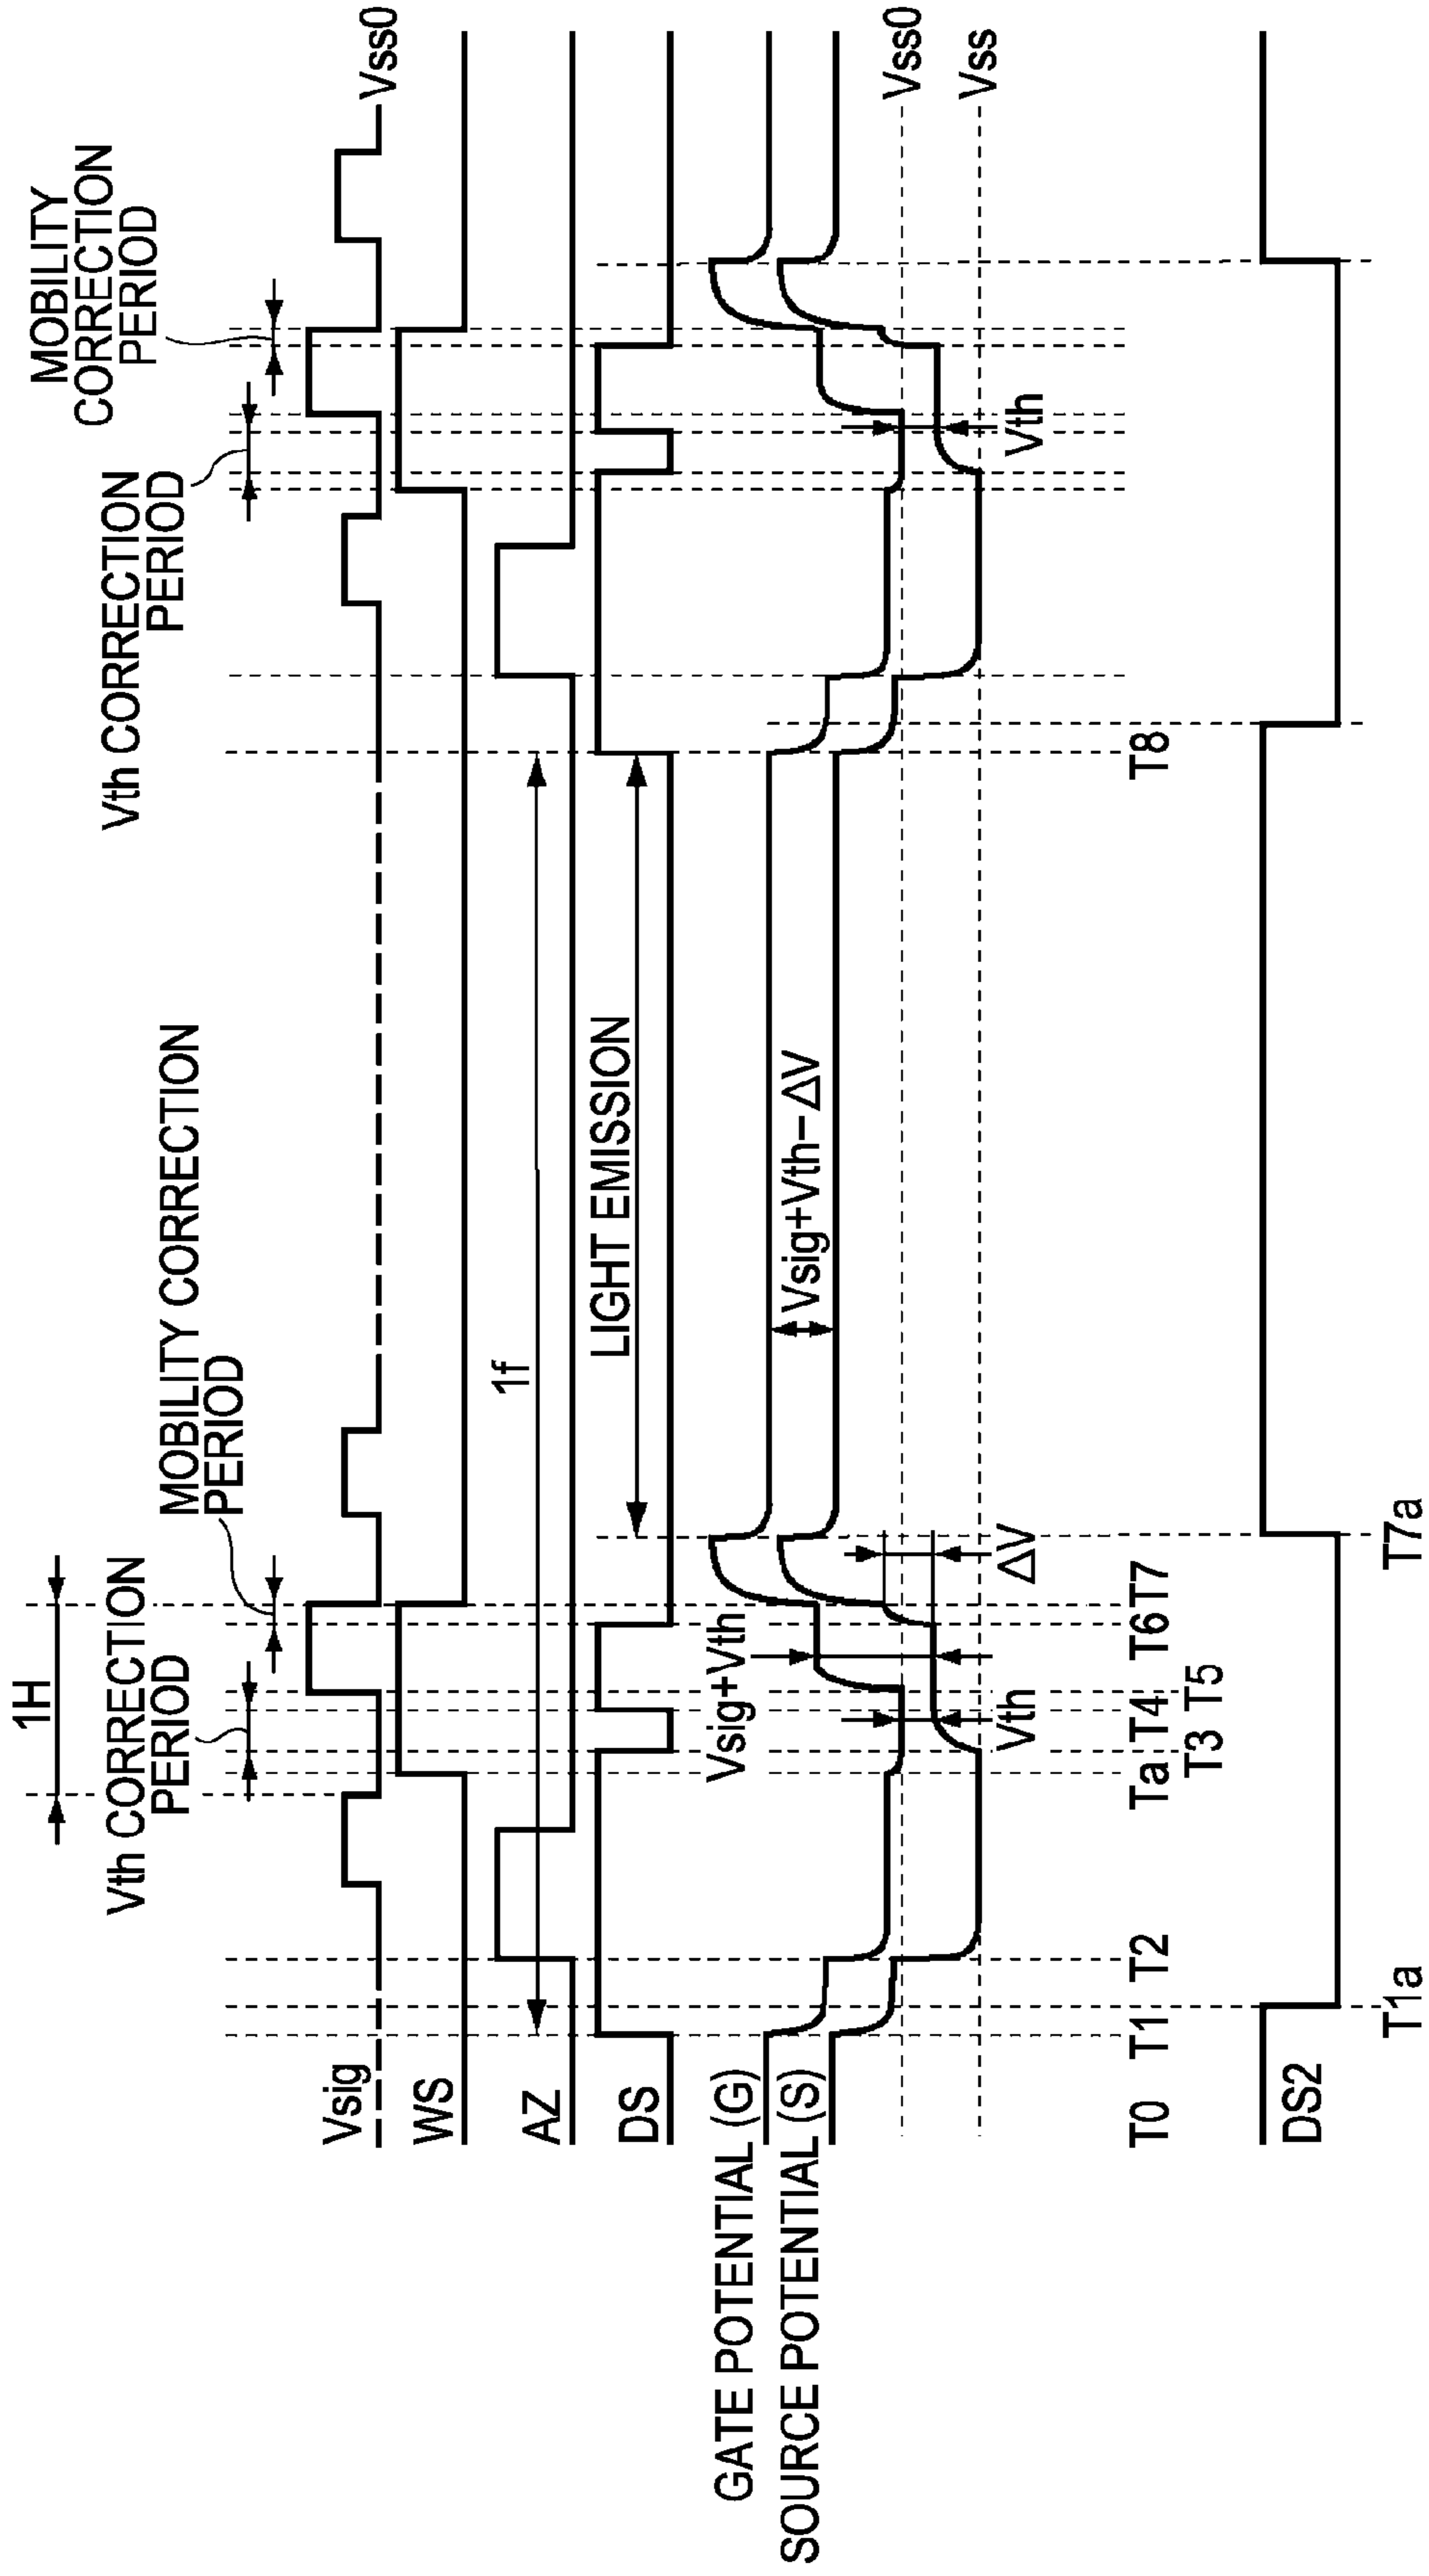 1H
Vth CORRECTION
PERIOD
MOBILITY CORRECTION
PERIOD
Vth CORRECTION
PERIOD
MOBILITY
CORRECTION
PERIOD
Vsig
Vss0
WS
AZ
1f
DS
LIGHT EMISSION
GATE POTENTIAL (G)
SOURCE POTENTIAL (S)
Vsig+Vth
Vsig+Vth−ΔV
Vss0
Vss
Vth
ΔV
Vth
T0 T1 T2 Ta T4 T6 T7 T8
T3 T5
DS2
T1a T7a